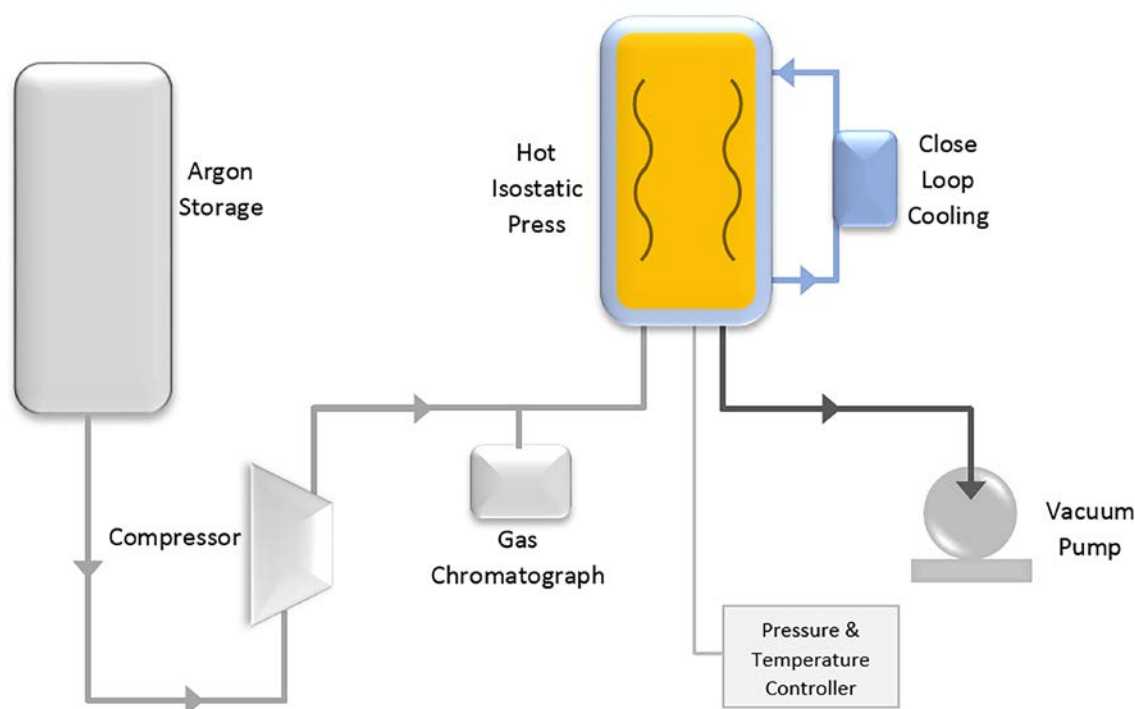 Argon
Storage
Hot
Isostatic
Press
Close
Loop
Cooling
Compressor
Gas
Chromatograph
Vacuum
Pump
Pressure &
Temperature
Controller